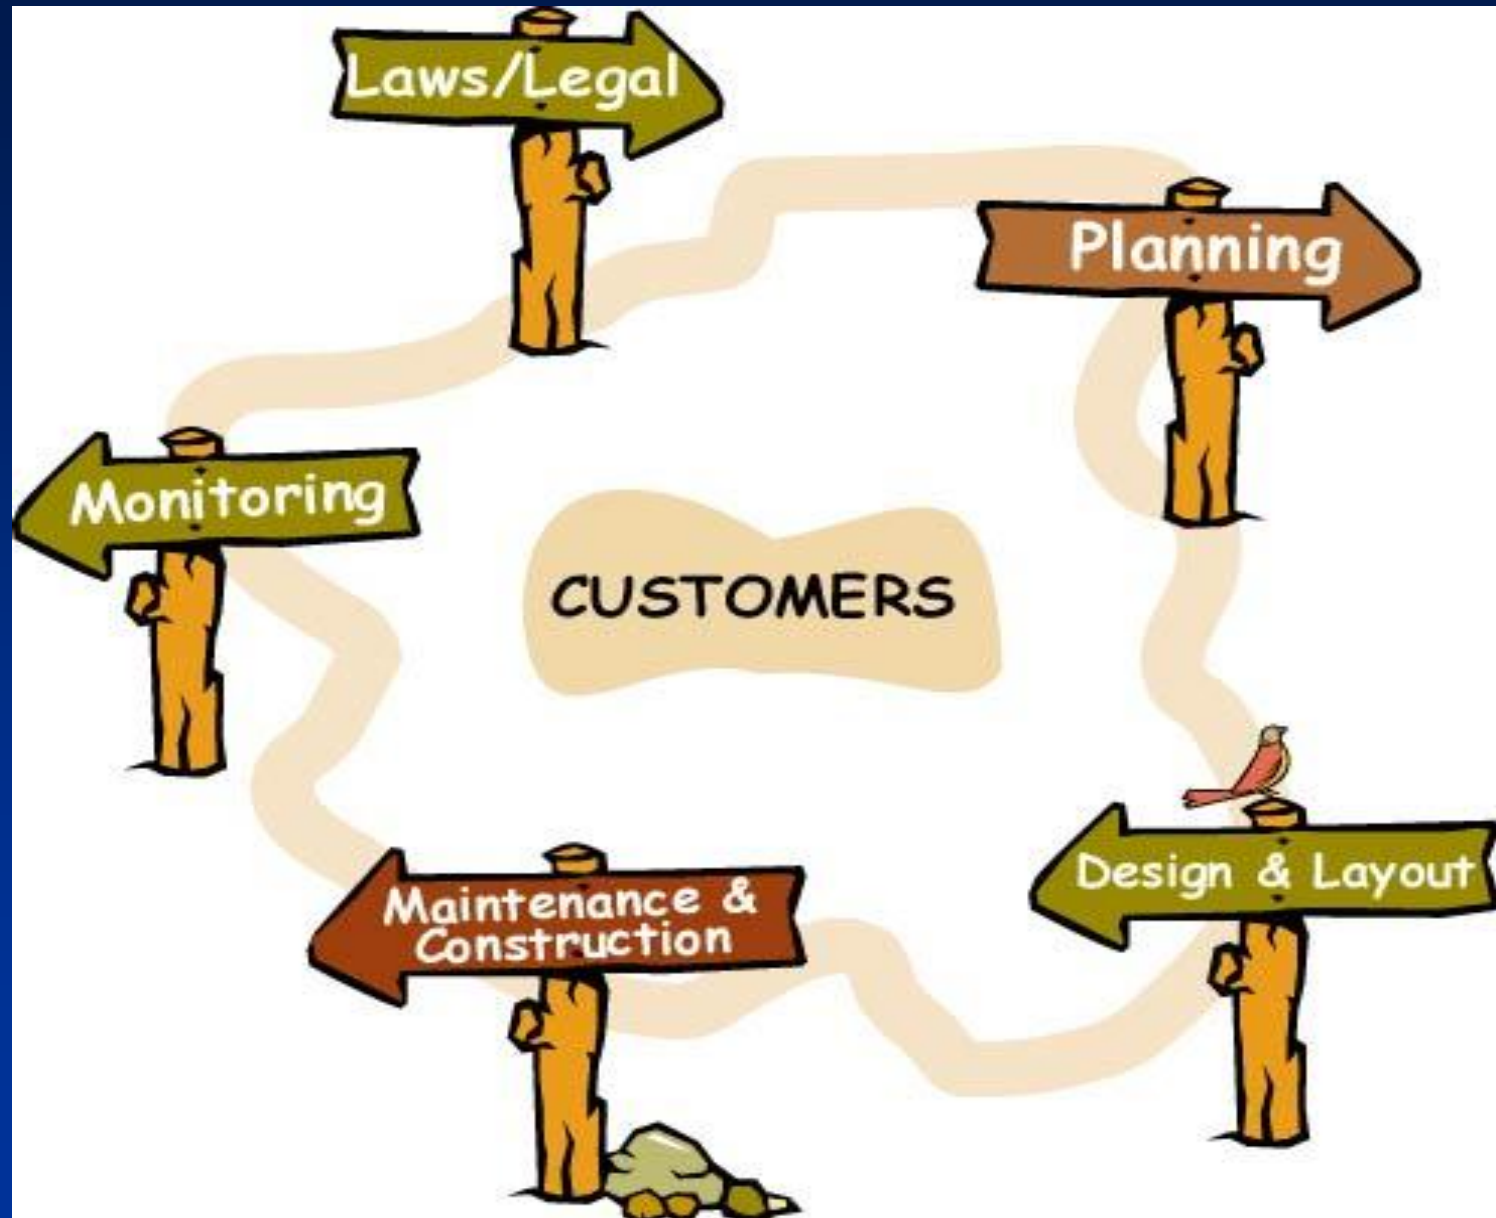 Laws/Legal
Planning
Monitoring
CUSTOMERS
Design & Layout
Maintenance &
Construction